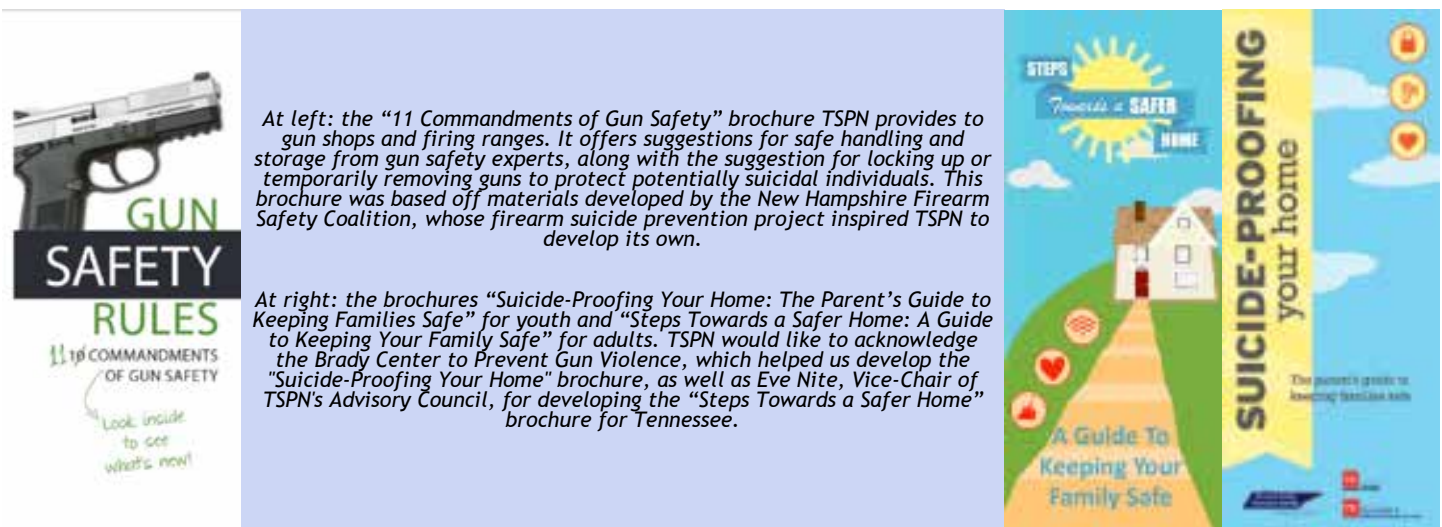 GUN
SAFETY
RULES
11 10 COMMANDMENTS
OF GUN SAFETY
Look inside
to see
what's new!
At left: the “11 Commandments of Gun Safety” brochure TSPN provides to
gun shops and firing ranges. It offers suggestions for safe handling and
storage from gun safety experts, along with the suggestion for locking up or
temporarily removing guns to protect potentially suicidal individuals. This
brochure was based off materials developed by the New Hampshire Firearm
Safety Coalition, whose firearm suicide prevention project inspired TSPN to
develop its own.
At right: the brochures “Suicide-Proofing Your Home: The Parent’s Guide to
Keeping Families Safe” for youth and “Steps Towards a Safer Home: A Guide
to Keeping Your Family Safe” for adults. TSPN would like to acknowledge
the Brady Center to Prevent Gun Violence, which helped us develop the
"Suicide-Proofing Your Home" brochure, as well as Eve Nite, Vice-Chair of
TSPN's Advisory Council, for developing the “Steps Towards a Safer Home”
brochure for Tennessee.
STEPS
Towards a SAFER
HOME
A Guide To
Keeping Your
Family Safe
SUICIDE-PROOFING
your home
The parent's guide to
keeping families safe